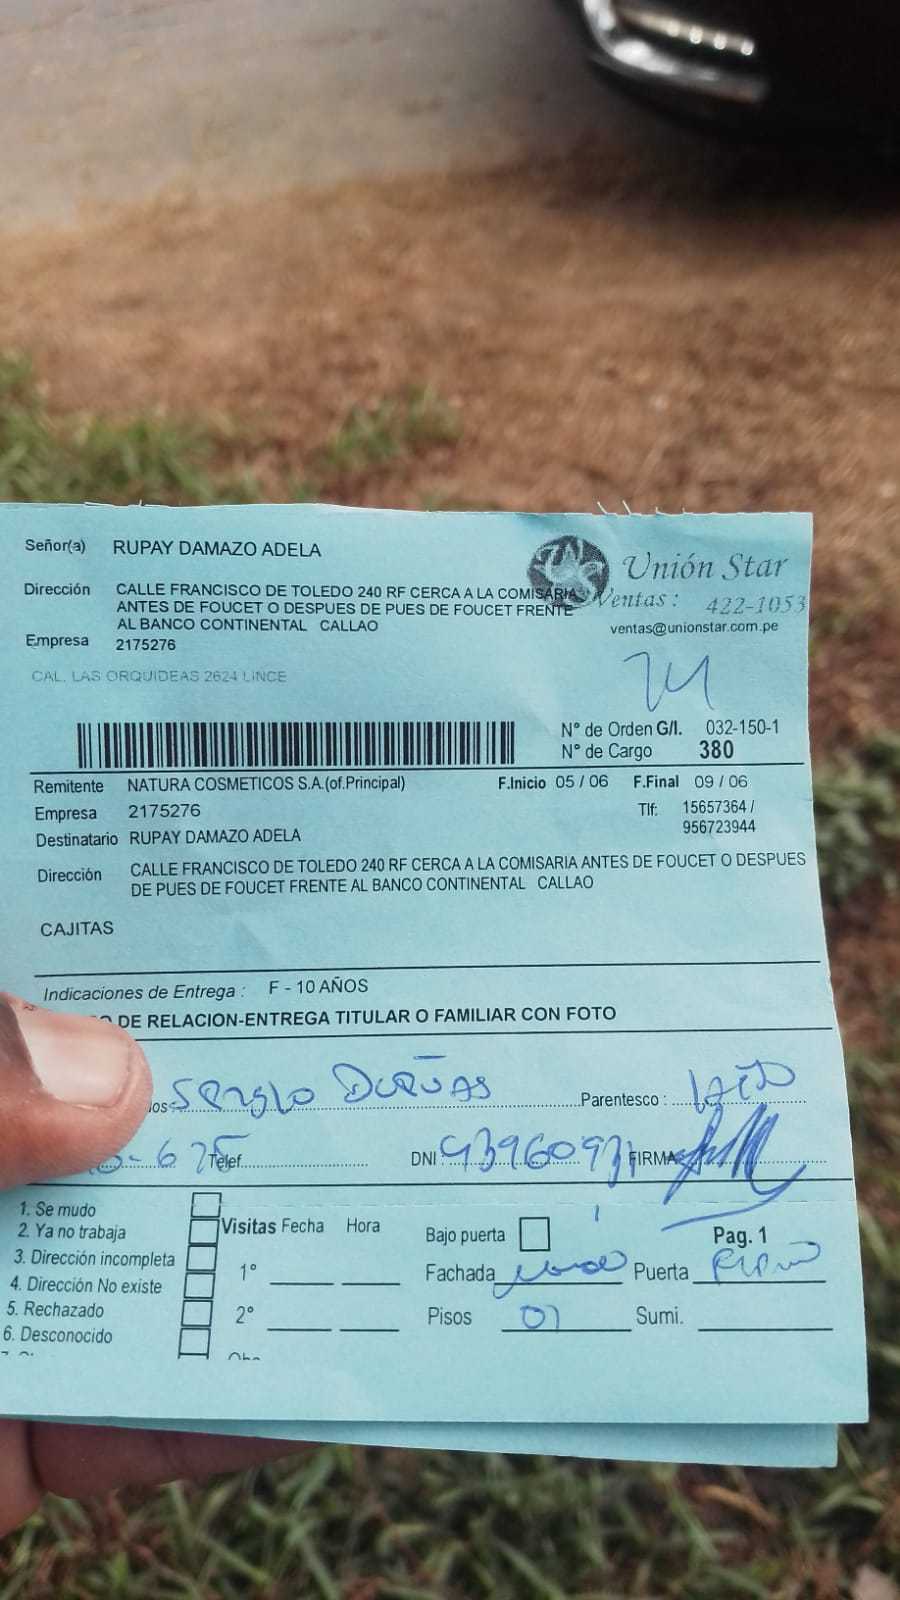 Señor(a) RUPAY DAMAZO ADELA
Unión Star
Dirección CALLE FRANCISCO DE TOLEDO 240 RF CERCA A LA COMISARIA
ANTES DE FOUCET O DESPUES DE PUES DE FOUCET FRENTE
AL BANCO CONTINENTAL CALLAO
Ventas : 422-1053
ventas@unionstar.com.pe
Empresa 2175276
CAL. LAS ORQUIDEAS 2624 LINCE
N° de Orden G/I. 032-150-1
N° de Cargo 380
Remitente NATURA COSMETICOS S.A.(of.Principal) F.Inicio 05 / 06 F.Final 09 / 06
Empresa 2175276 Tlf: 15657364 /
956723944
Destinatario RUPAY DAMAZO ADELA
Dirección CALLE FRANCISCO DE TOLEDO 240 RF CERCA A LA COMISARIA ANTES DE FOUCET O DESPUES
DE PUES DE FOUCET FRENTE AL BANCO CONTINENTAL CALLAO
CAJITAS
Indicaciones de Entrega : F - 10 AÑOS
DE RELACION-ENTREGA TITULAR O FAMILIAR CON FOTO
Sergio Dueñas Parentesco :
Telef. DNI 43960931 FIRMA
1. Se mudo
2. Ya no trabaja
3. Dirección incompleta
4. Dirección No existe
5. Rechazado
6. Desconocido
Visitas Fecha Hora
1°
2°
Bajo puerta Pag. 1
Fachada Puerta
Pisos 01 Sumi.